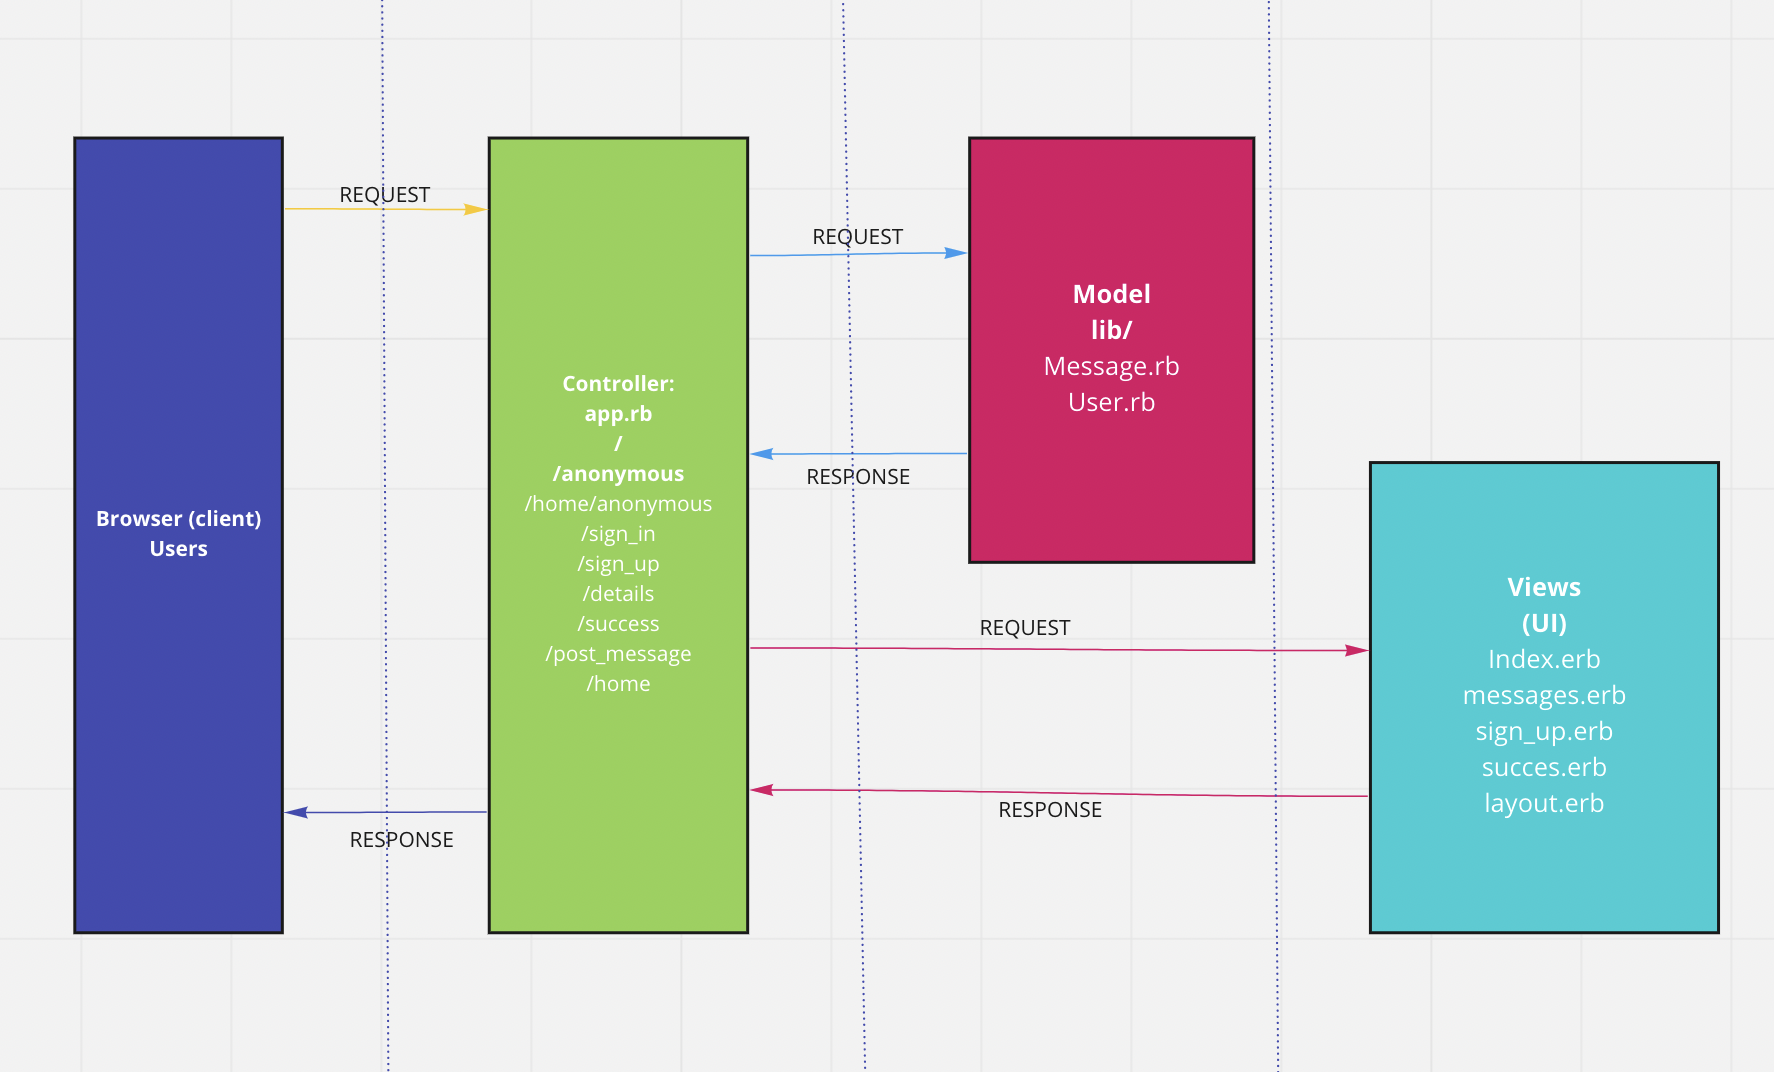 REQUEST
REQUEST
Browser (client)
Users
Controller:
app.rb
/
/anonymous
/home/anonymous
/sign_in
/sign_up
/details
/success
/post_message
/home
Model
lib/
Message.rb
User.rb
RESPONSE
REQUEST
Views
(UI)
Index.erb
messages.erb
sign_up.erb
succes.erb
layout.erb
RESPONSE
RESPONSE